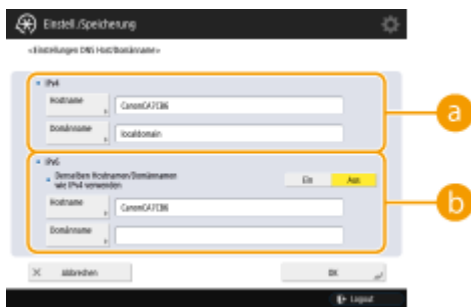 Einstell./Speicherung
<Einstellungen DNS Host/Domänname>
IPv4
Hostname
CanonCA7CB6
Domänname
localdomain
a
IPv6
Denselben Hostnamen/Domännamen
wie IPv4 verwenden
Ein
Aus
Hostname
CanonCA7CB6
Domänname
b
Abbrechen
OK
Logout